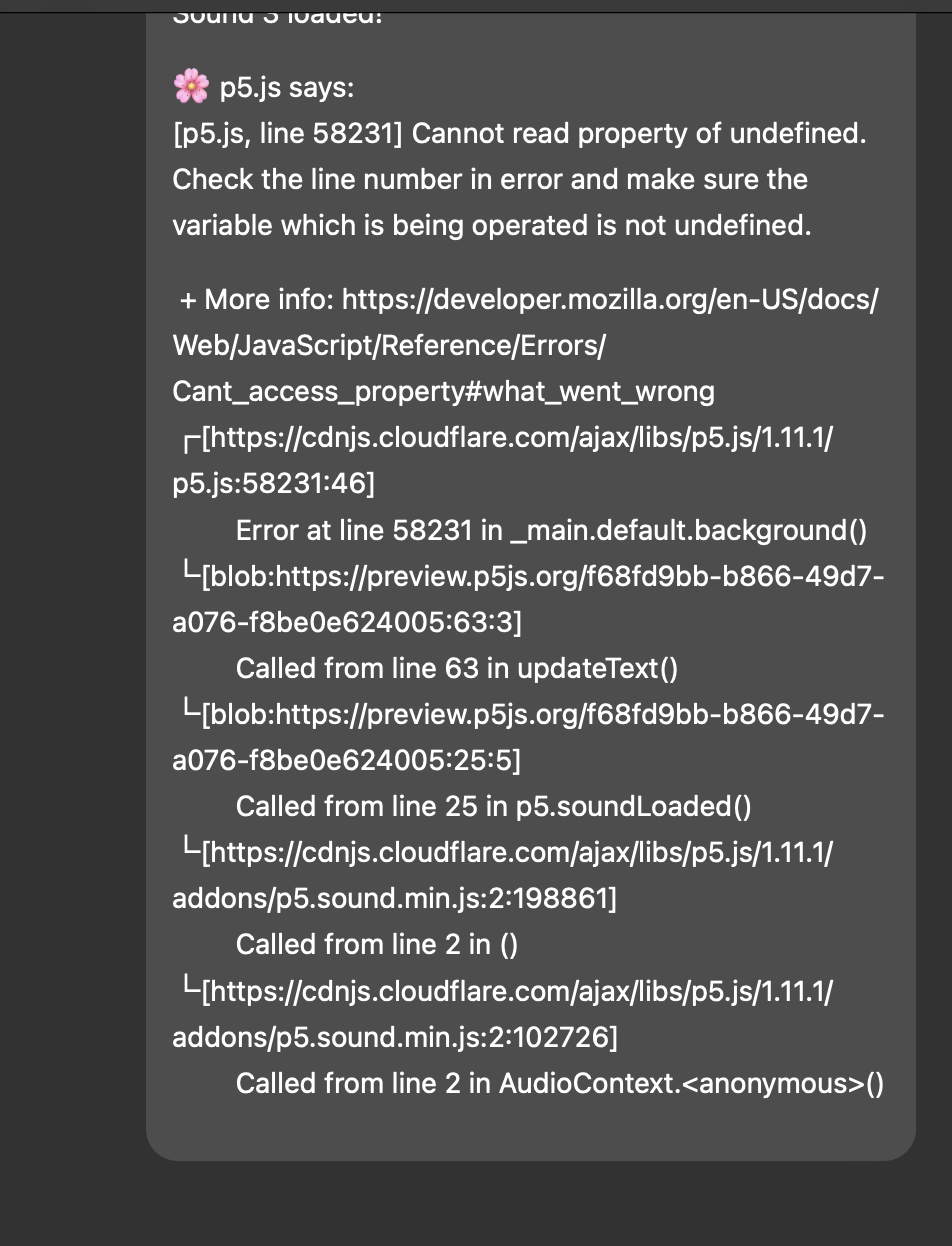 Sound 3 loaded!
🌸 p5.js says:
[p5.js, line 58231] Cannot read property of undefined.
Check the line number in error and make sure the
variable which is being operated is not undefined.
+ More info: https://developer.mozilla.org/en-US/docs/
Web/JavaScript/Reference/Errors/
Cant_access_property#what_went_wrong
┌[https://cdnjs.cloudflare.com/ajax/libs/p5.js/1.11.1/
p5.js:58231:46]
Error at line 58231 in _main.default.background()
└[blob:https://preview.p5js.org/f68fd9bb-b866-49d7-
a076-f8be0e624005:63:3]
Called from line 63 in updateText()
└[blob:https://preview.p5js.org/f68fd9bb-b866-49d7-
a076-f8be0e624005:25:5]
Called from line 25 in p5.soundLoaded()
└[https://cdnjs.cloudflare.com/ajax/libs/p5.js/1.11.1/
addons/p5.sound.min.js:2:198861]
Called from line 2 in ()
└[https://cdnjs.cloudflare.com/ajax/libs/p5.js/1.11.1/
addons/p5.sound.min.js:2:102726]
Called from line 2 in AudioContext.<anonymous>()